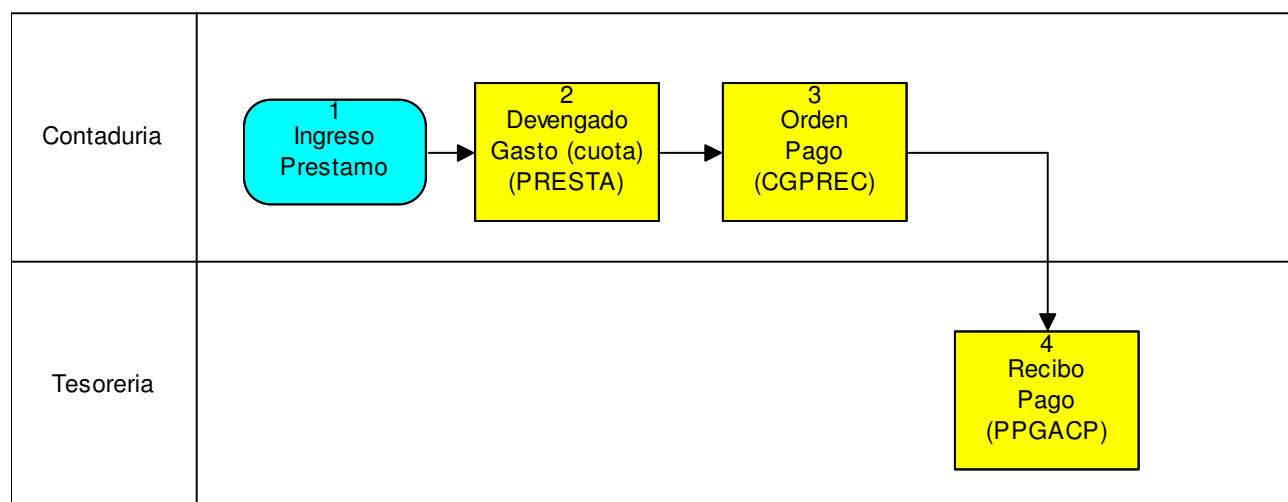 Contaduria
1
Ingreso
Prestamo
2
Devengado
Gasto (cuota)
(PRESTA)
3
Orden
Pago
(CGPREC)
Tesoreria
4
Recibo
Pago
(PPGACP)